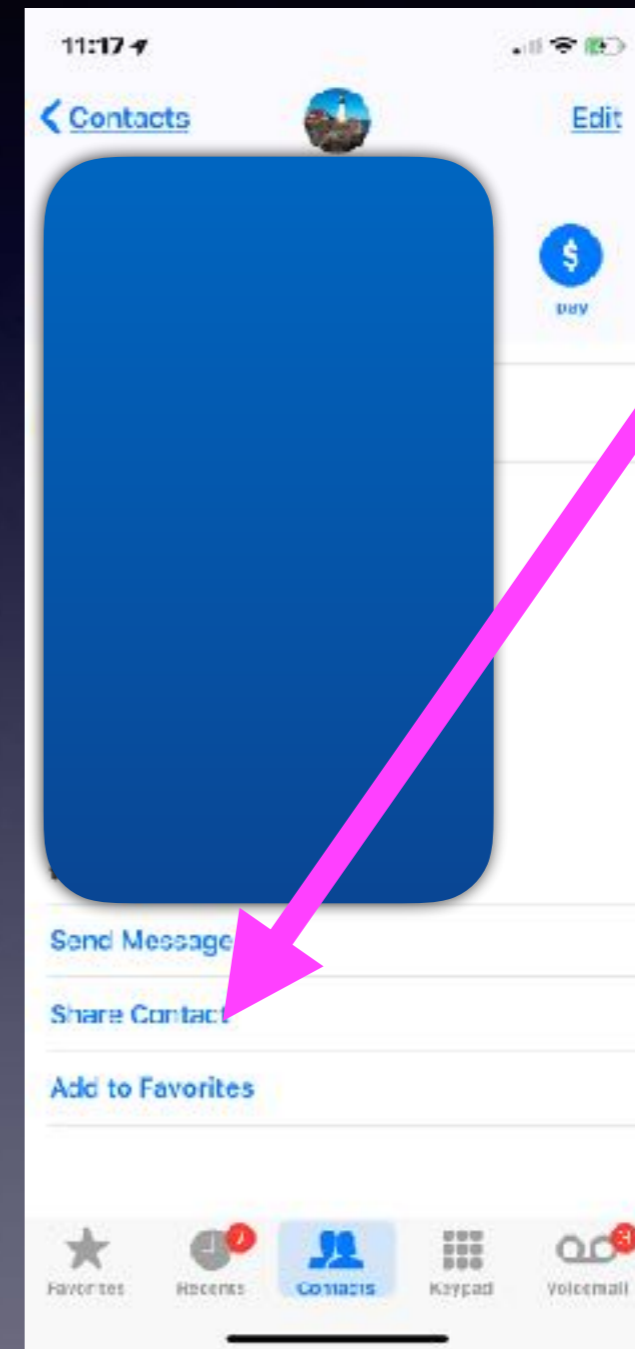 11:17
Contacts
Edit
$
pay
Send Message
Share Contact
Add to Favorites
Favorites
Recents
Contacts
Keypad
Voicemail